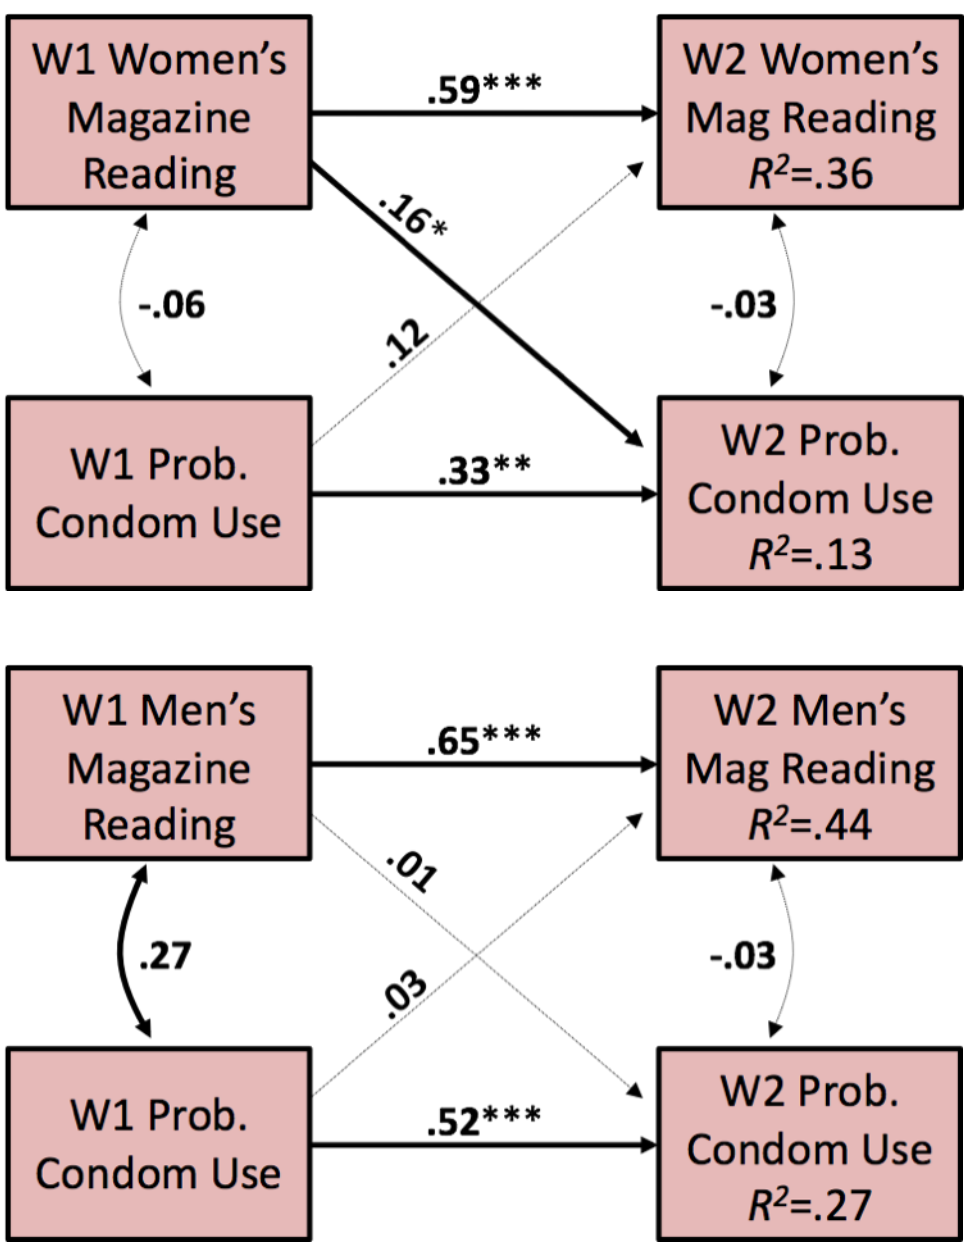 W1 Women's
Magazine
Reading
.59***
W2 Women's
Mag Reading
R²=.36
.16*
-.06
.12
-.03
W1 Prob.
Condom Use
.33**
W2 Prob.
Condom Use
R²=.13
W1 Men's
Magazine
Reading
.65***
W2 Men's
Mag Reading
R²=.44
.01
.27
.03
-.03
W1 Prob.
Condom Use
.52***
W2 Prob.
Condom Use
R²=.27